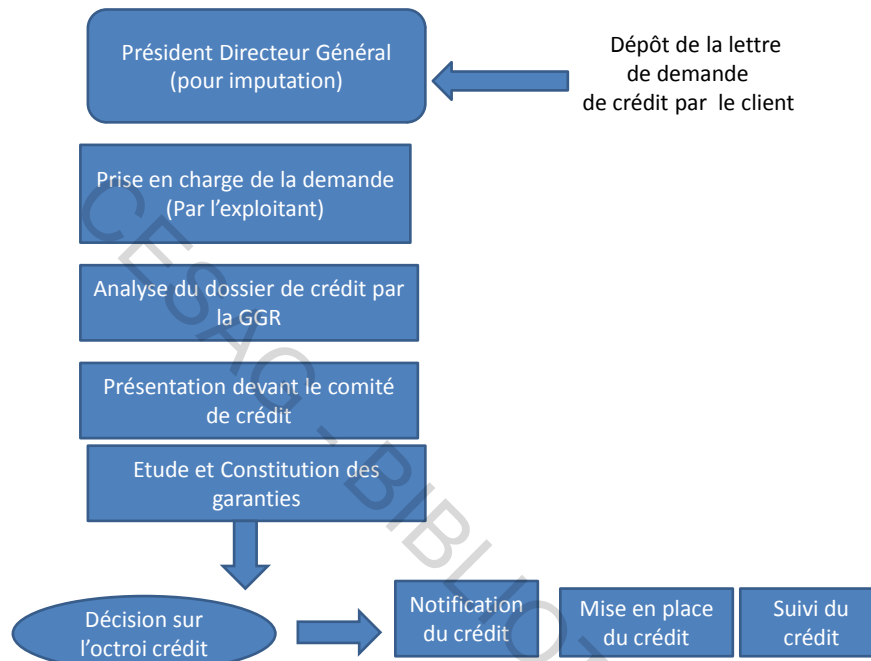 Président Directeur Général
(pour imputation)
Dépôt de la lettre
de demande
de crédit par le client
Prise en charge de la demande
(Par l'exploitant)
Analyse du dossier de crédit par
la GGR
Présentation devant le comité
de crédit
Etude et Constitution des
garanties
Décision sur
l'octroi crédit
Notification
du crédit
Mise en place
du crédit
Suivi du
crédit
CESAG - BIBLIO